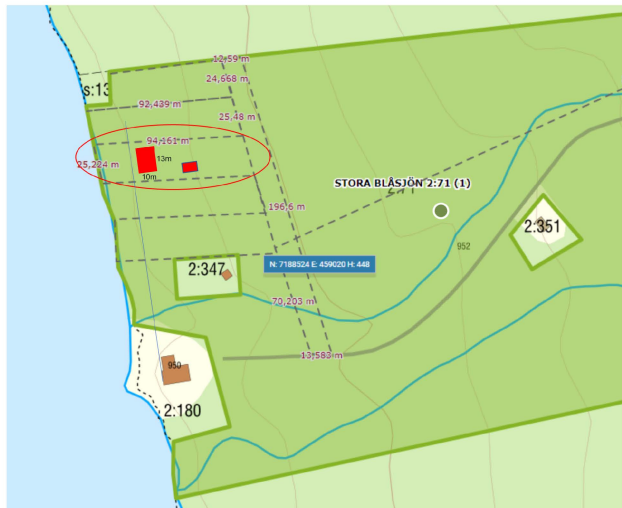 12,59 m
24,668 m
s:13
92,439 m
25,48 m
94,161 m
25,224 m
13m
10m
STORA BLÅSJÖN 2:71 (1)
196,6 m
2:351
952
2:347
N: 7188524 E: 459020 H: 448
70,203 m
13,583 m
950
2:180